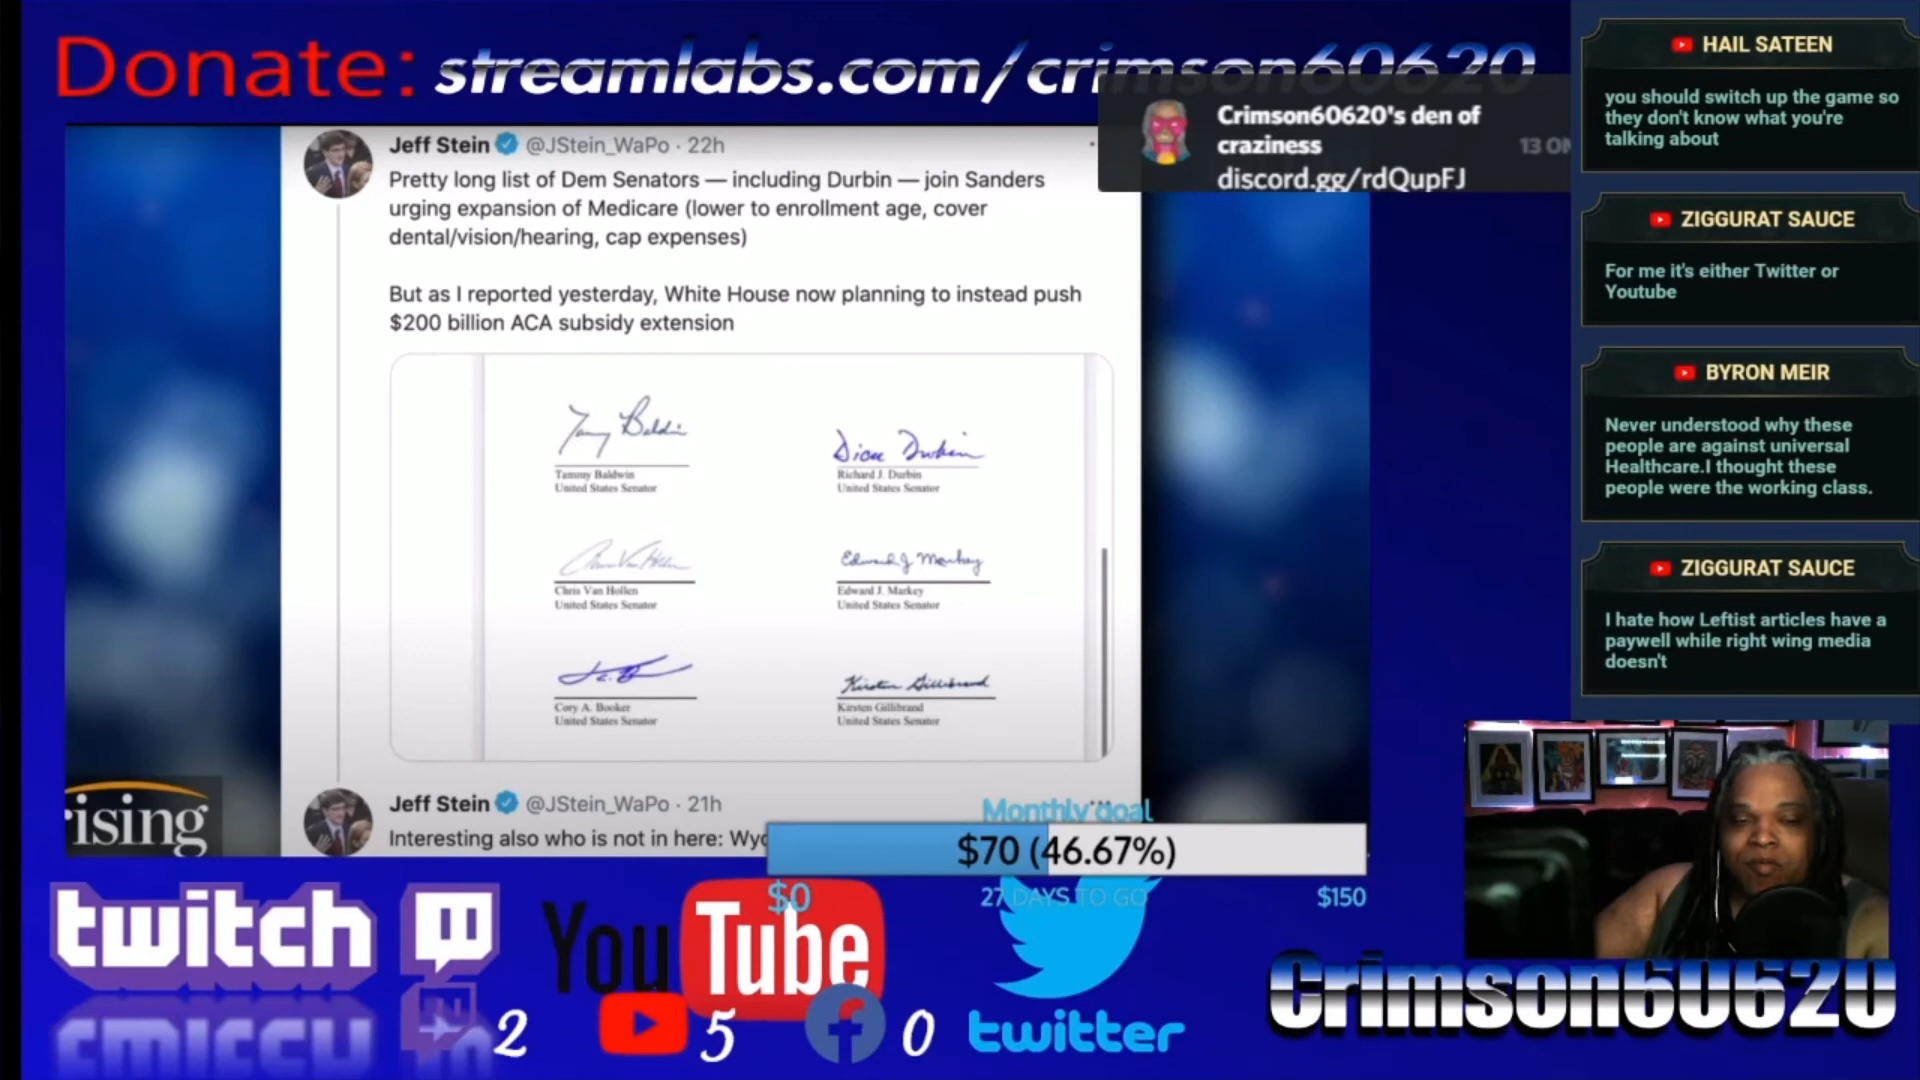 Donate: streamlabs.com/crimson60620
Crimson60620's den of
craziness
13 ON
discord.gg/rdQupFJ
Jeff Stein @JStein_WaPo · 22h
Pretty long list of Dem Senators — including Durbin — join Sanders
urging expansion of Medicare (lower to enrollment age, cover
dental/vision/hearing, cap expenses)
But as I reported yesterday, White House now planning to instead push
$200 billion ACA subsidy extension
Tammy Baldwin
United States Senator
Richard J. Durbin
United States Senator
Chris Van Hollen
United States Senator
Edward J. Markey
United States Senator
Cory A. Booker
United States Senator
Kirsten Gillibrand
United States Senator
Jeff Stein @JStein_WaPo · 21h
Interesting also who is not in here: Wyd
rising
Monthly goal
$70 (46.67%)
$0
27 DAYS TO GO
$150
HAIL SATEEN
you should switch up the game so
they don't know what you're
talking about
ZIGGURAT SAUCE
For me it's either Twitter or
Youtube
BYRON MEIR
Never understood why these
people are against universal
Healthcare.I thought these
people were the working class.
ZIGGURAT SAUCE
I hate how Leftist articles have a
paywell while right wing media
doesn't
twitch
YouTube
twitter
2
5
0
Crimson60620